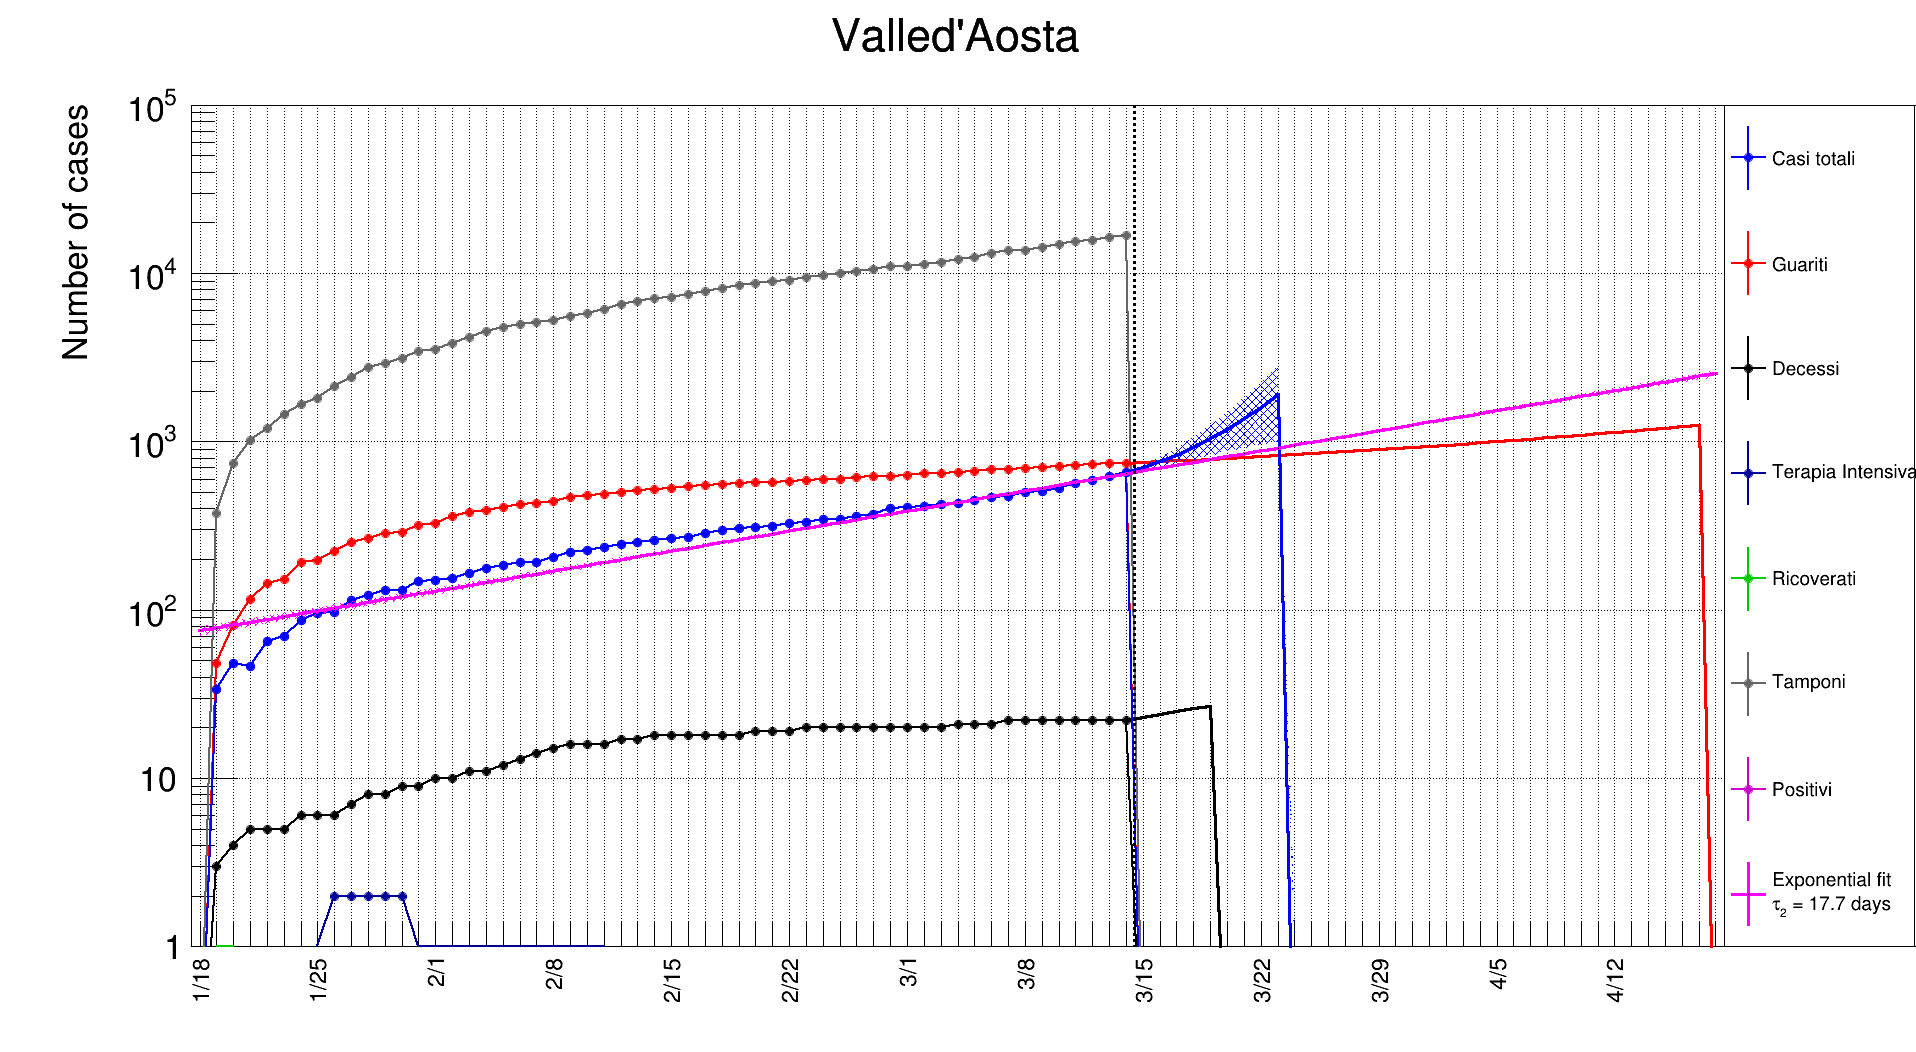 Valled'Aosta
Number of cases
10^5
10^4
10^3
10^2
10
1
1/18
1/25
2/1
2/8
2/15
2/22
3/1
3/8
3/15
3/22
3/29
4/5
4/12
Casi totali
Guariti
Decessi
Terapia Intensiva
Ricoverati
Tamponi
Positivi
Exponential fit
τ₂ = 17.7 days